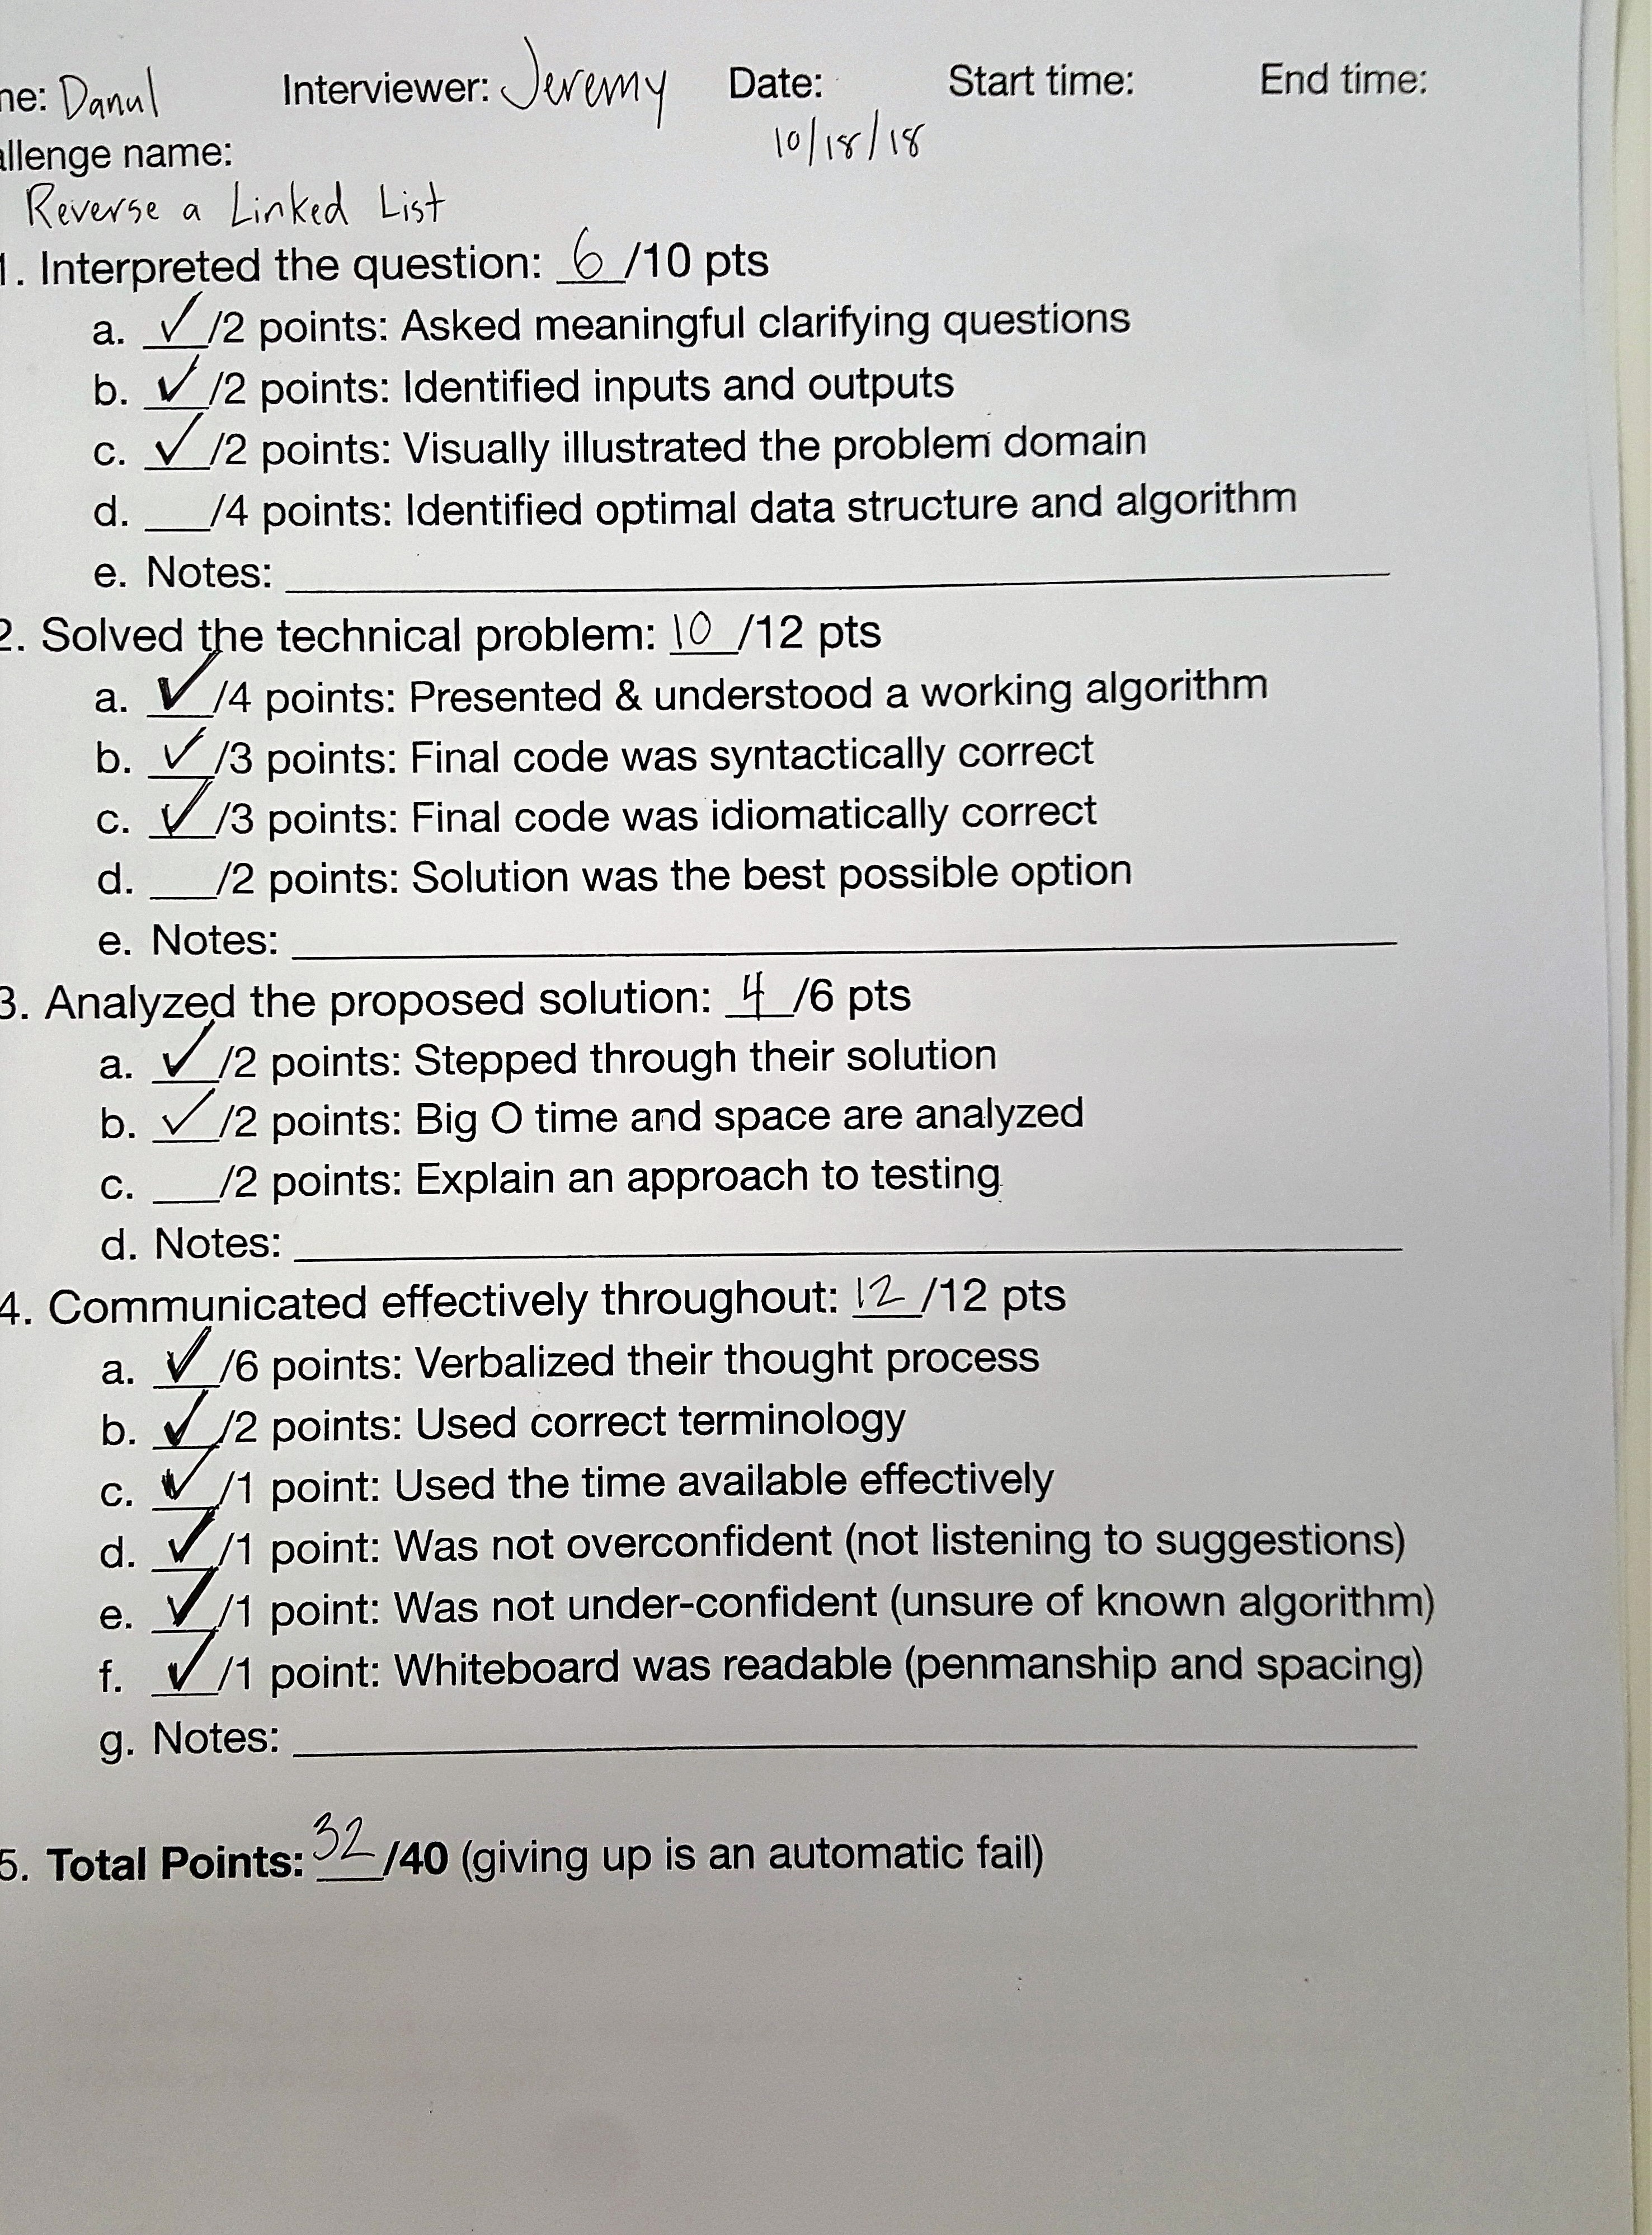 ne: Danul Interviewer: Jeremy Date: Start time: End time:
10/18/18
allenge name:
Reverse a Linked List
1. Interpreted the question: 6/10 pts
a. ✓/2 points: Asked meaningful clarifying questions
b. ✓/2 points: Identified inputs and outputs
c. ✓/2 points: Visually illustrated the problem domain
d. ___/4 points: Identified optimal data structure and algorithm
e. Notes:
2. Solved the technical problem: 10/12 pts
a. ✓/4 points: Presented & understood a working algorithm
b. ✓/3 points: Final code was syntactically correct
c. ✓/3 points: Final code was idiomatically correct
d. ___/2 points: Solution was the best possible option
e. Notes:
3. Analyzed the proposed solution: 4/6 pts
a. ✓/2 points: Stepped through their solution
b. ✓/2 points: Big O time and space are analyzed
c. ___/2 points: Explain an approach to testing
d. Notes:
4. Communicated effectively throughout: 12/12 pts
a. ✓/6 points: Verbalized their thought process
b. ✓/2 points: Used correct terminology
c. ✓/1 point: Used the time available effectively
d. ✓/1 point: Was not overconfident (not listening to suggestions)
e. ✓/1 point: Was not under-confident (unsure of known algorithm)
f. ✓/1 point: Whiteboard was readable (penmanship and spacing)
g. Notes:
5. Total Points: 32/40 (giving up is an automatic fail)